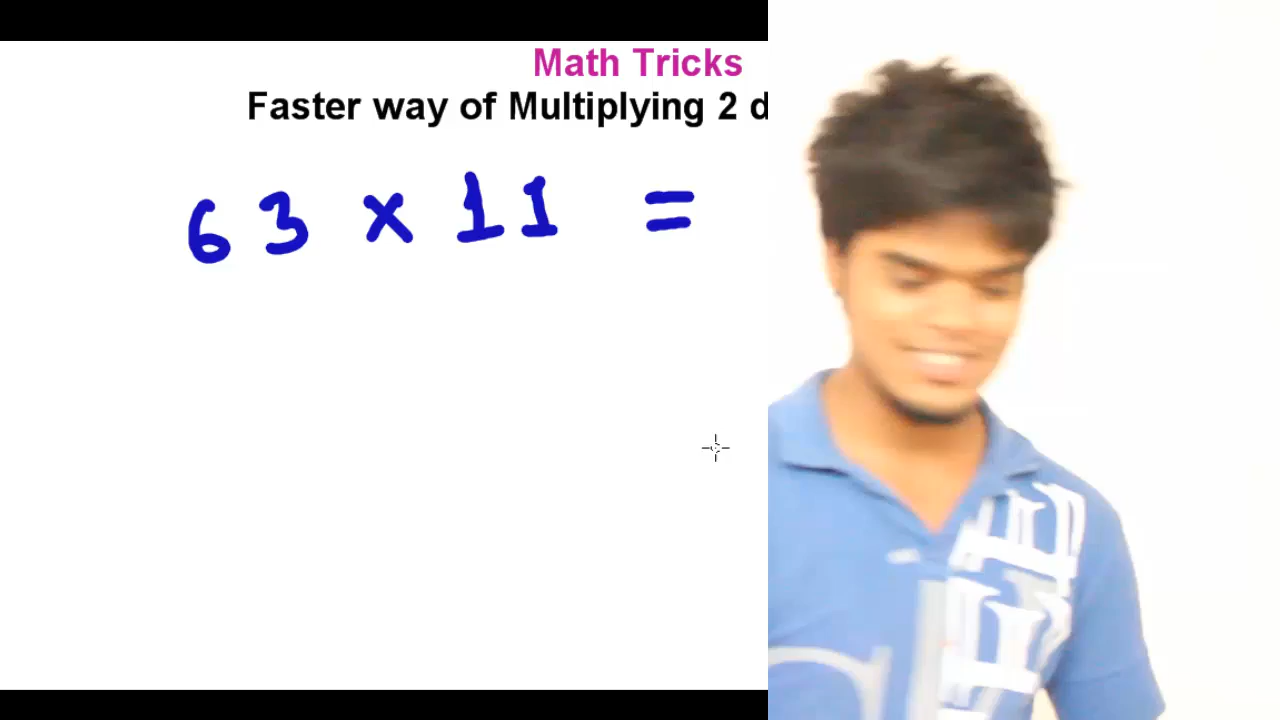 Math Tricks
Faster way of Multiplying 2 d
63 x 11 =